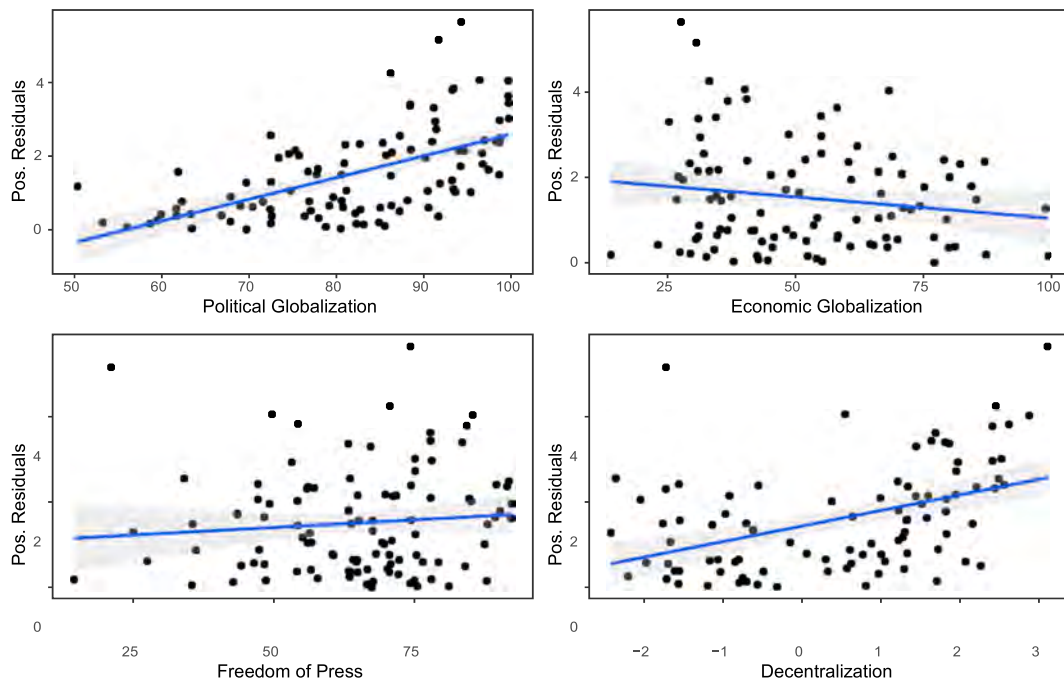 Pos. Residuals
4
2
0
50 60 70 80 90 100
Political Globalization
Pos. Residuals
4
2
0
25 50 75 100
Economic Globalization
Pos. Residuals
4
2
0
25 50 75
Freedom of Press
Pos. Residuals
4
2
0
−2 −1 0 1 2 3
Decentralization